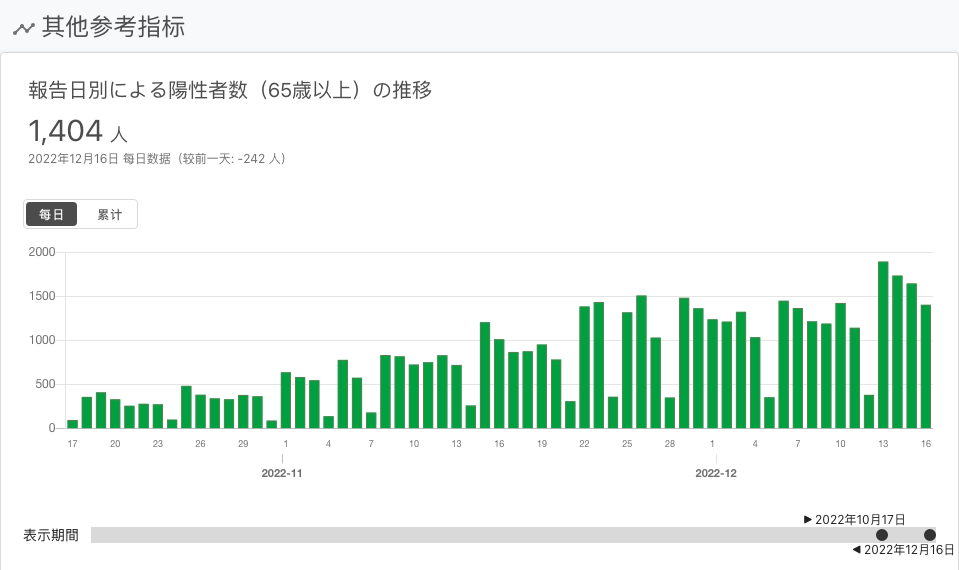 其他参考指标
報告日別による陽性者数（65歳以上）の推移
1,404 人
2022年12月16日 每日数据（较前一天: -242 人）
每日 累计
2000
1500
1000
500
0
17 20 23 26 29 1 4 7 10 13 16 19 22 25 28 1 4 7 10 13 16
2022-11 2022-12
▶ 2022年10月17日
表示期間
◀ 2022年12月16日